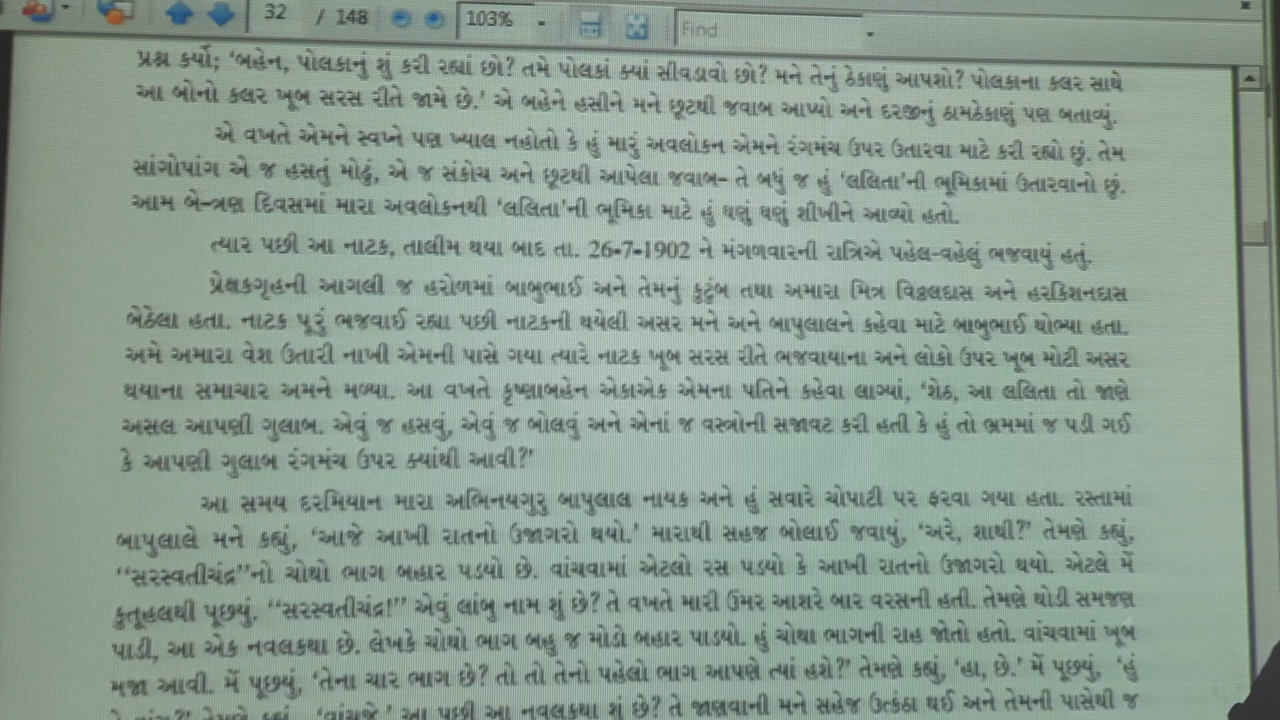 32 / 148 103% Find
પ્રશ્ન કર્યો; ‘બહેન, પોલકાનું શું કરી રહ્યાં છો? તમે પોલકાં ક્યાં સીવડાવો છો? મને તેનું ઠેકાણું આપશો? પોલકાના કલર સાથે
આ બોનો કલર ખૂબ સરસ રીતે જામે છે.’ એ બહેને હસીને મને છૂટથી જવાબ આપ્યો અને દરજીનું ઠામઠેકાણું પણ બતાવ્યું.
એ વખતે એમને સ્વપ્ને પણ ખ્યાલ નહોતો કે હું મારું અવલોકન એમને રંગમંચ ઉપર ઉતારવા માટે કરી રહ્યો છું. તેમ
સાંગોપાંગ એ જ હસતું મોઢું, એ જ સંકોચ અને છૂટથી આપેલા જવાબ– તે બધું જ હું ‘લલિતા’ની ભૂમિકામાં ઉતારવાનો છું.
આમ બે–ત્રણ દિવસમાં મારા અવલોકનથી ‘લલિતા’ની ભૂમિકા માટે હું ઘણું ઘણું શીખીને આવ્યો હતો.
ત્યાર પછી આ નાટક, તાલીમ થયા બાદ તા. 26-7-1902 ને મંગળવારની રાત્રિએ પહેલ-વહેલું ભજવાયું હતું.
પ્રેક્ષકગૃહની આગલી જ હરોળમાં બાબુભાઈ અને તેમનું કુટુંબ તથા અમારા મિત્ર વિઠ્ઠલદાસ અને હરકિશનદાસ
બેઠેલા હતા. નાટક પૂરું ભજવાઈ રહ્યા પછી નાટકની થયેલી અસર મને અને બાપુલાલને કહેવા માટે બાબુભાઈ થોભ્યા હતા.
અમે અમારા વેશ ઉતારી નાખી એમની પાસે ગયા ત્યારે નાટક ખૂબ સરસ રીતે ભજવાયાના અને લોકો ઉપર ખૂબ મોટી અસર
થયાના સમાચાર અમને મળ્યા. આ વખતે કૃષ્ણાબહેન એકાએક એમના પતિને કહેવા લાગ્યાં, ‘શેઠ, આ લલિતા તો જાણે
અસલ આપણી ગુલાબ. એવું જ હસવું, એવું જ બોલવું અને એનાં જ વસ્ત્રોની સજાવટ કરી હતી કે હું તો ભ્રમમાં જ પડી ગઈ
કે આપણી ગુલાબ રંગમંચ ઉપર ક્યાંથી આવી?’
આ સમય દરમિયાન મારા અભિનયગુરુ બાપુલાલ નાયક અને હું સવારે ચોપાટી પર ફરવા ગયા હતા. રસ્તામાં
બાપુલાલે મને કહ્યું, ‘આજે આખી રાતનો ઉજાગરો થયો.’ મારાથી સહજ બોલાઈ જવાયું, ‘અરે, શાથી?’ તેમણે કહ્યું,
‘‘સરસ્વતીચંદ્ર’’નો ચોથો ભાગ બહાર પડયો છે. વાંચવામાં એટલો રસ પડયો કે આખી રાતનો ઉજાગરો થયો. એટલે મેં
કુતૂહલથી પૂછયું. ‘‘સરસ્વતીચંદ્ર!’’ એવું લાંબુ નામ શું છે? તે વખતે મારી ઉંમર આશરે બાર વરસની હતી. તેમણે થોડી સમજણ
પાડી, આ એક નવલકથા છે. લેખકે ચોથો ભાગ બહુ જ મોડો બહાર પાડયો. હું ચોથા ભાગની રાહ જોતો હતો. વાંચવામાં ખૂબ
મજા આવી. મેં પૂછયું, ‘તેના ચાર ભાગ છે? તો તો તેનો પહેલો ભાગ આપણે ત્યાં હશે?’ તેમણે કહ્યું, ‘હા, છે.’ મેં પૂછયું, ‘હું
તેમણે કહ્યું, ‘વાંચજે.’ આ પછી આ નવલકથા શું છે? તે જાણવાની મને સહેજ ઉત્કંઠા થઈ અને તેમની પાસેથી જ